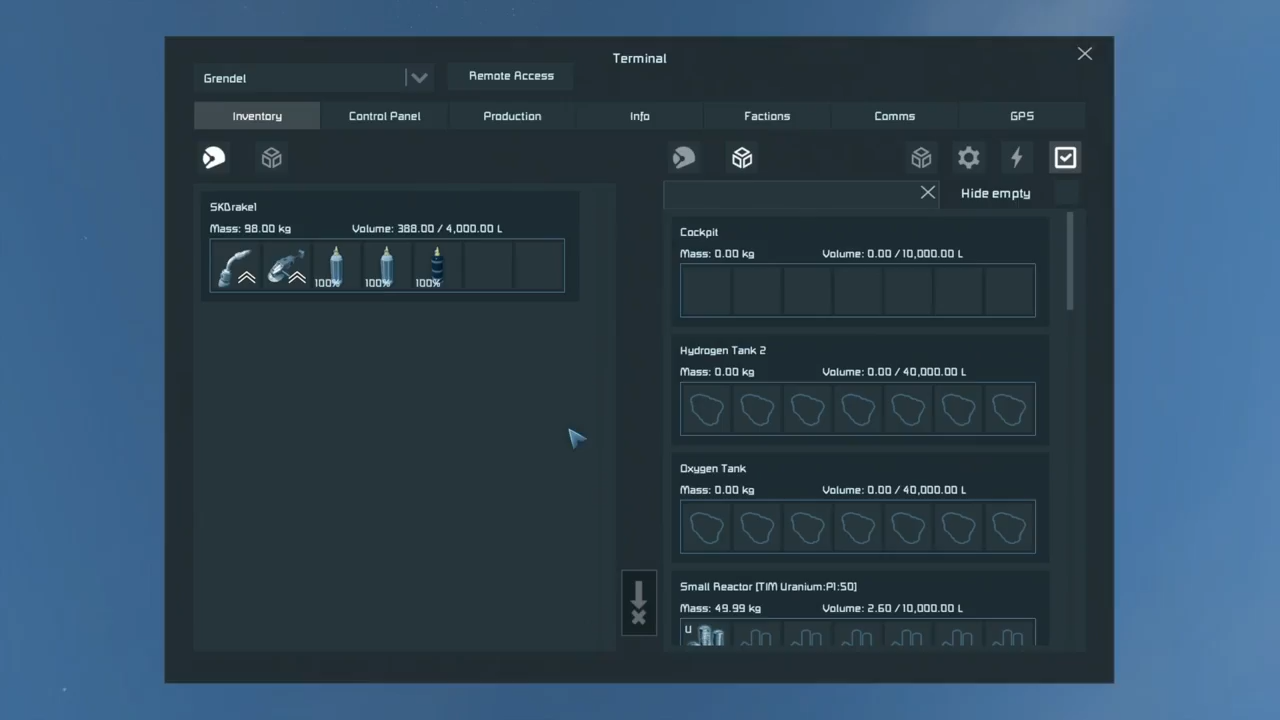 Terminal
Grendel
Remote Access
Inventory
Control Panel
Production
Info
Factions
Comms
GPS
Hide empty
SKDrake1
Mass: 98.00 kg
Volume: 388.00 / 4,000.00 L
100%
100%
100%
Cockpit
Mass: 0.00 kg
Volume: 0.00 / 10,000.00 L
Hydrogen Tank 2
Mass: 0.00 kg
Volume: 0.00 / 40,000.00 L
Oxygen Tank
Mass: 0.00 kg
Volume: 0.00 / 40,000.00 L
Small Reactor [TIM Uranium:P1:50]
Mass: 49.99 kg
Volume: 2.60 / 10,000.00 L
U